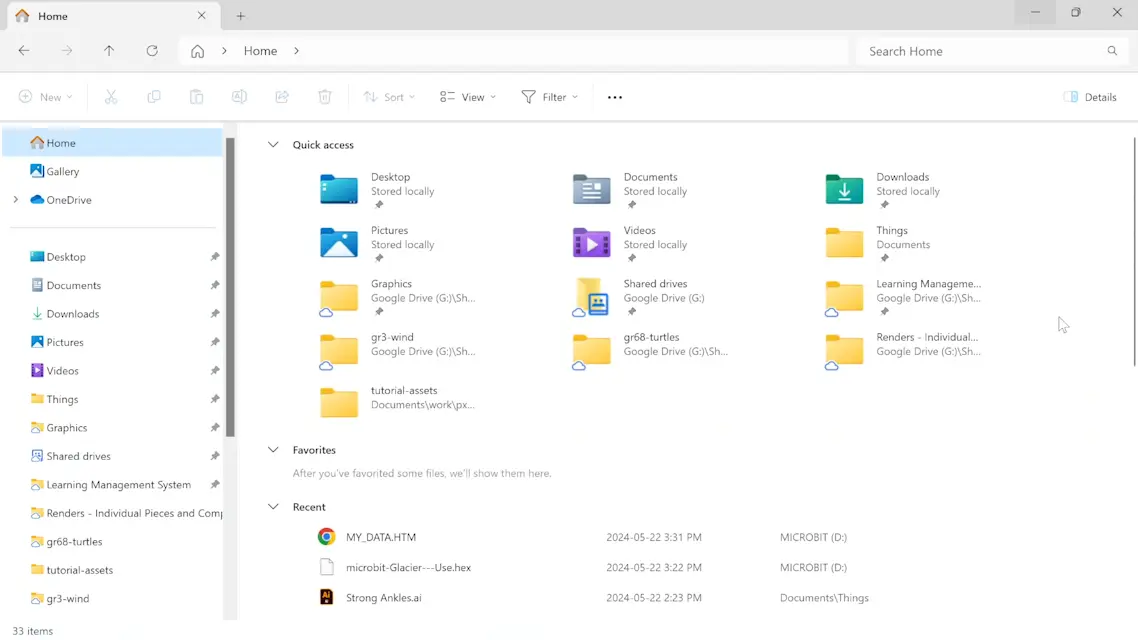 Home
Home
Search Home
New
Sort
View
Filter
Details
Home
Gallery
OneDrive
Desktop
Documents
Downloads
Pictures
Videos
Things
Graphics
Shared drives
Learning Management System
Renders - Individual Pieces and Comp
gr68-turtles
tutorial-assets
gr3-wind
33 items
Quick access
Desktop
Stored locally
Documents
Stored locally
Downloads
Stored locally
Pictures
Stored locally
Videos
Stored locally
Things
Documents
Graphics
Google Drive (G:)\Sh...
Shared drives
Google Drive (G:)
Learning Manageme...
Google Drive (G:)\Sh...
gr3-wind
Google Drive (G:)\Sh...
gr68-turtles
Google Drive (G:)\Sh...
Renders - Individual...
Google Drive (G:)\Sh...
tutorial-assets
Documents\work\px...
Favorites
After you've favorited some files, we'll show them here.
Recent
MY_DATA.HTM 2024-05-22 3:31 PM MICROBIT (D:)
microbit-Glacier---Use.hex 2024-05-22 3:22 PM MICROBIT (D:)
Ai Strong Ankles.ai 2024-05-22 2:23 PM Documents\Things